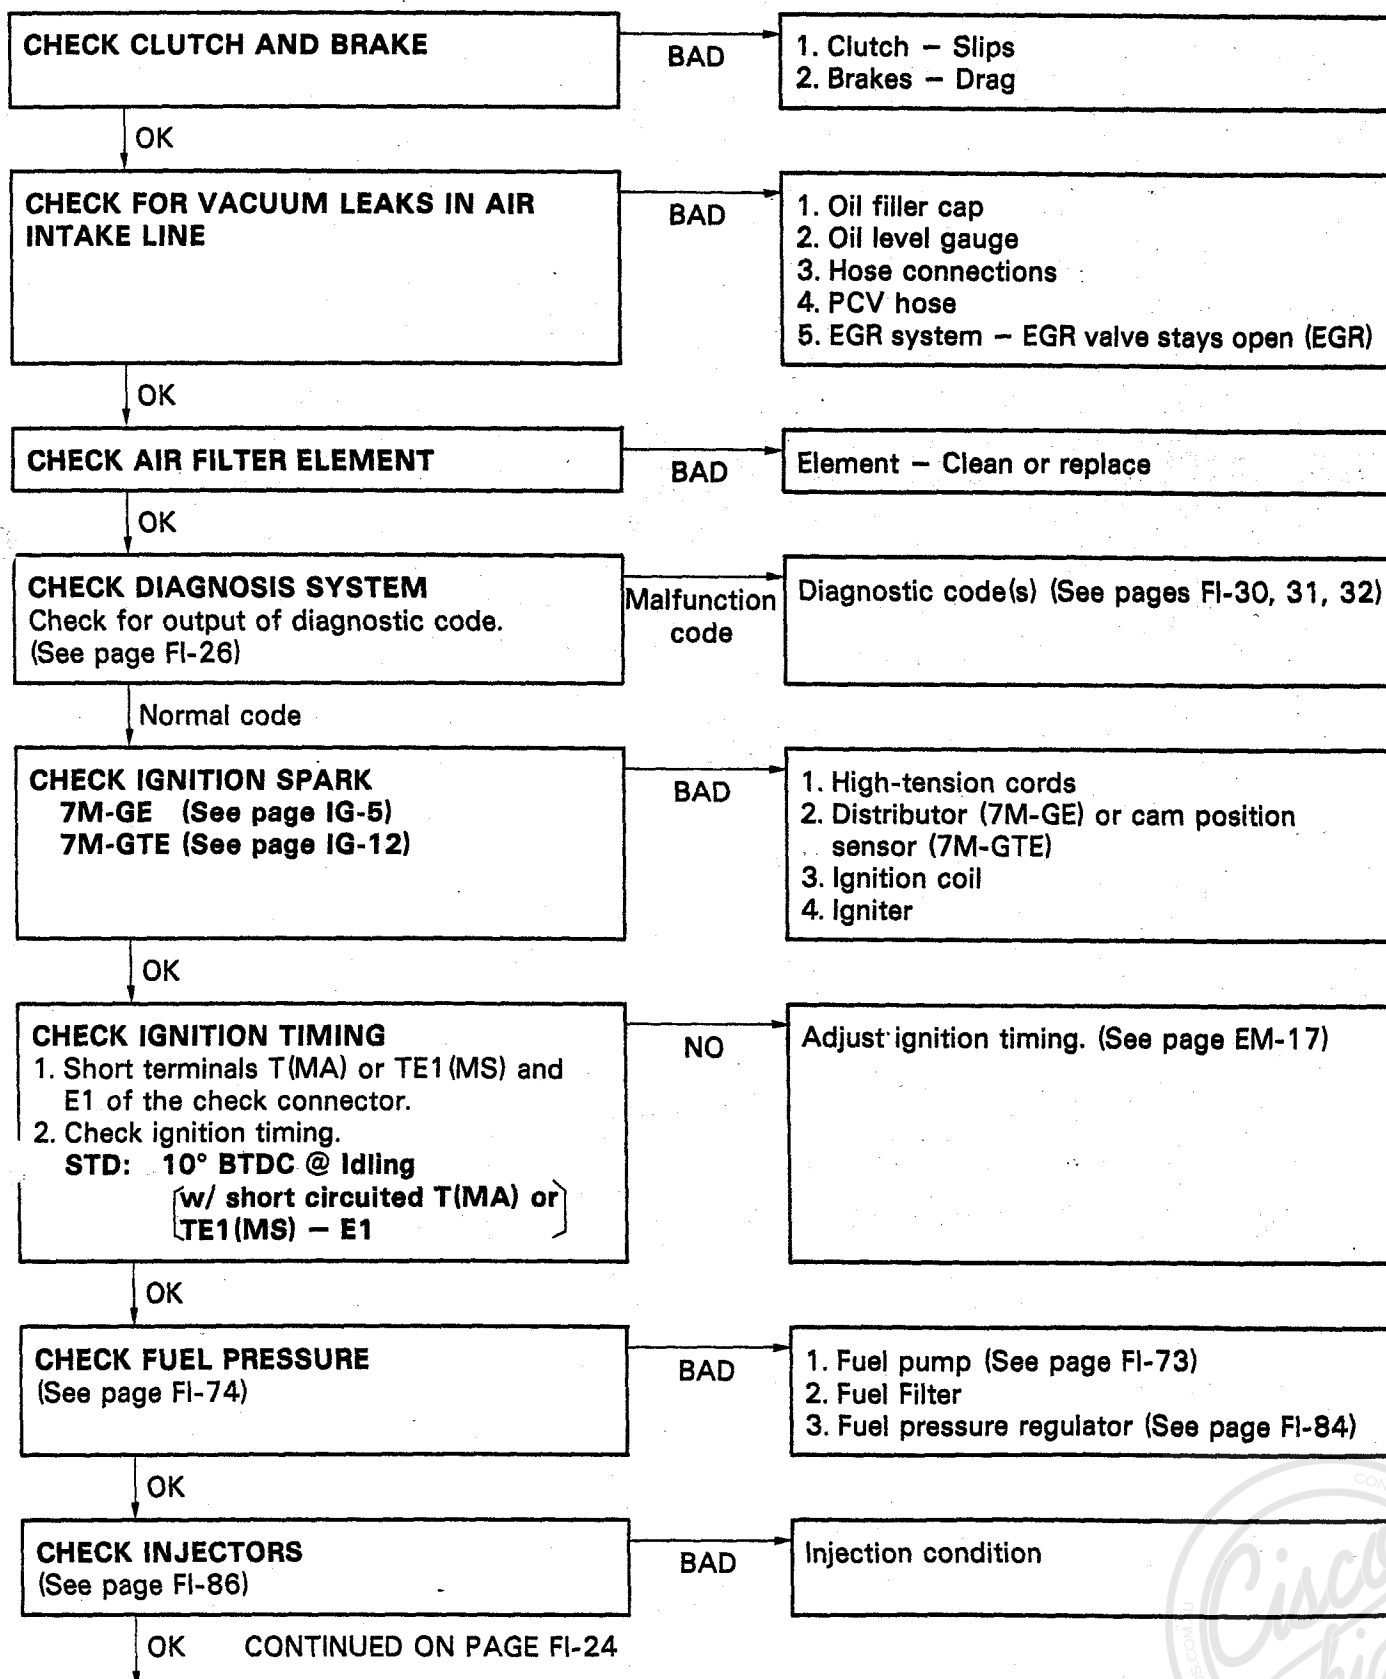 CHECK CLUTCH AND BRAKE
BAD
1. Clutch – Slips
2. Brakes – Drag
OK
CHECK FOR VACUUM LEAKS IN AIR
INTAKE LINE
BAD
1. Oil filler cap
2. Oil level gauge
3. Hose connections
4. PCV hose
5. EGR system – EGR valve stays open (EGR)
OK
CHECK AIR FILTER ELEMENT
BAD
Element – Clean or replace
OK
CHECK DIAGNOSIS SYSTEM
Check for output of diagnostic code.
(See page FI-26)
Malfunction
code
Diagnostic code(s) (See pages FI-30, 31, 32)
Normal code
CHECK IGNITION SPARK
7M-GE (See page IG-5)
7M-GTE (See page IG-12)
BAD
1. High-tension cords
2. Distributor (7M-GE) or cam position
sensor (7M-GTE)
3. Ignition coil
4. Igniter
OK
CHECK IGNITION TIMING
1. Short terminals T(MA) or TE1(MS) and
E1 of the check connector.
2. Check ignition timing.
STD: 10° BTDC @ Idling
[w/ short circuited T(MA) or
TE1(MS) – E1]
NO
Adjust ignition timing. (See page EM-17)
OK
CHECK FUEL PRESSURE
(See page FI-74)
BAD
1. Fuel pump (See page FI-73)
2. Fuel Filter
3. Fuel pressure regulator (See page FI-84)
OK
CHECK INJECTORS
(See page FI-86)
BAD
Injection condition
OK CONTINUED ON PAGE FI-24